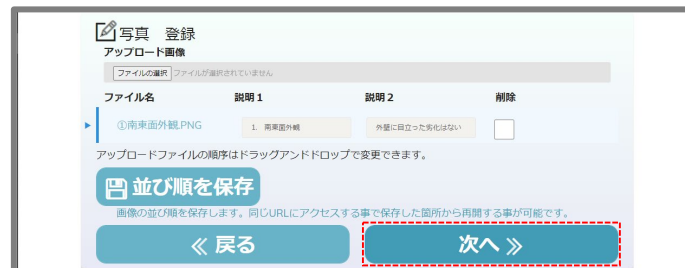 写真 登録
アップロード画像
ファイルの選択 ファイルが選択されていません
ファイル名 説明1 説明2 削除
①南東面外観.PNG 1. 南東面外観 外壁に目立った劣化はない
アップロードファイルの順序はドラッグアンドドロップで変更できます。
並び順を保存
画像の並び順を保存します。同じURLにアクセスする事で保存した箇所から再開する事が可能です。
≪ 戻る 次へ ≫